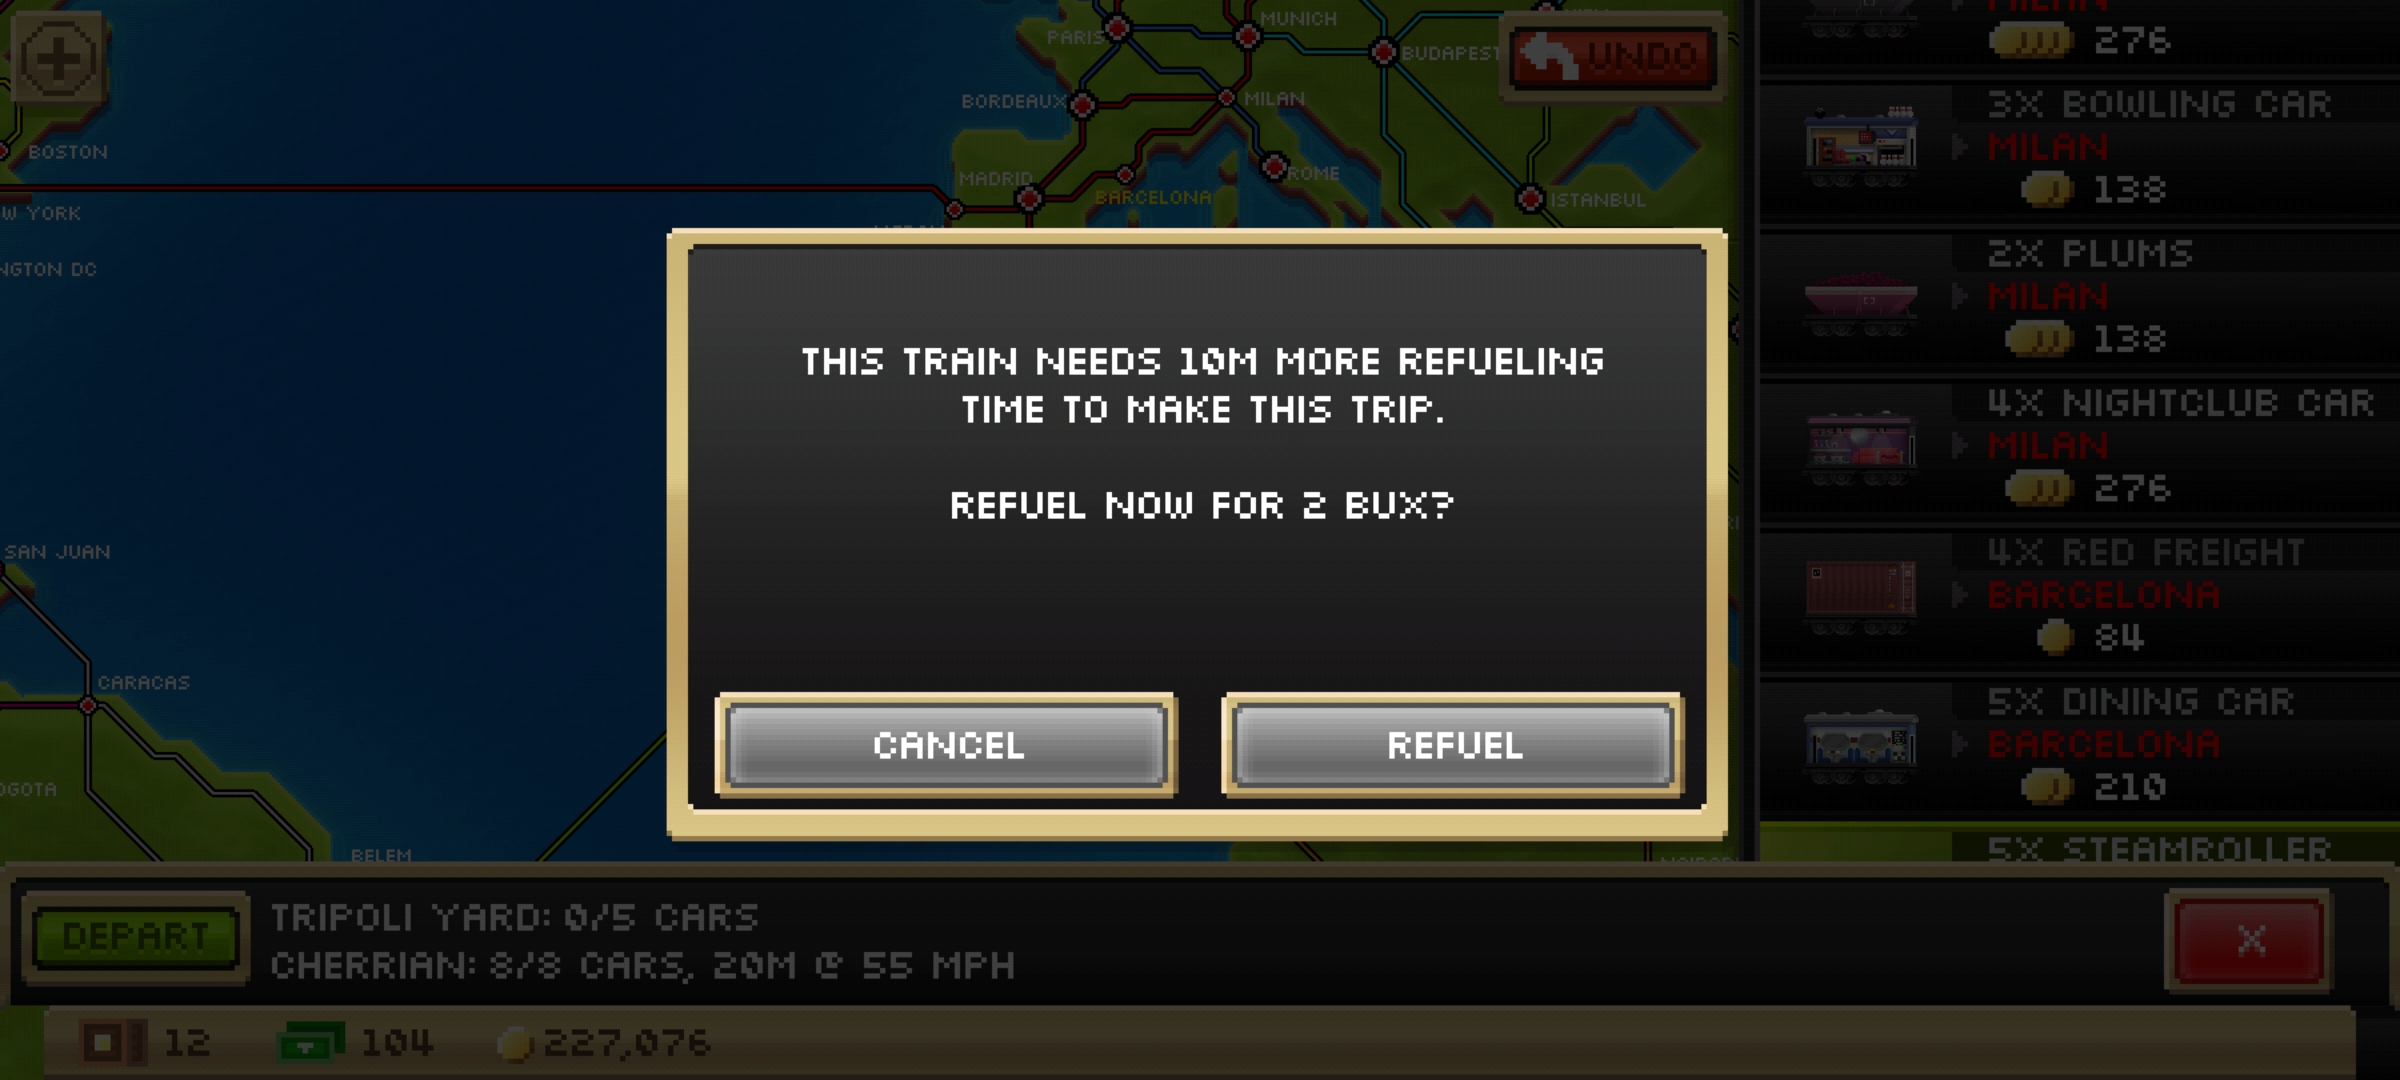 MUNICH
PARIS
BUDAPEST
UNDO
BORDEAUX
MILAN
BOSTON
MADRID
BARCELONA
ROME
ISTANBUL
W YORK
NGTON DC
SAN JUAN
CARACAS
OGOTA
BELEM
THIS TRAIN NEEDS 10M MORE REFUELING
TIME TO MAKE THIS TRIP.
REFUEL NOW FOR 2 BUX?
CANCEL
REFUEL
MILAN
276
3X BOWLING CAR
MILAN
138
2X PLUMS
MILAN
138
4X NIGHTCLUB CAR
MILAN
276
4X RED FREIGHT
BARCELONA
84
5X DINING CAR
BARCELONA
210
5X STEAMROLLER
DEPART
TRIPOLI YARD: 0/5 CARS
CHERRIAN: 8/8 CARS, 20M @ 55 MPH
X
12
104
227,076